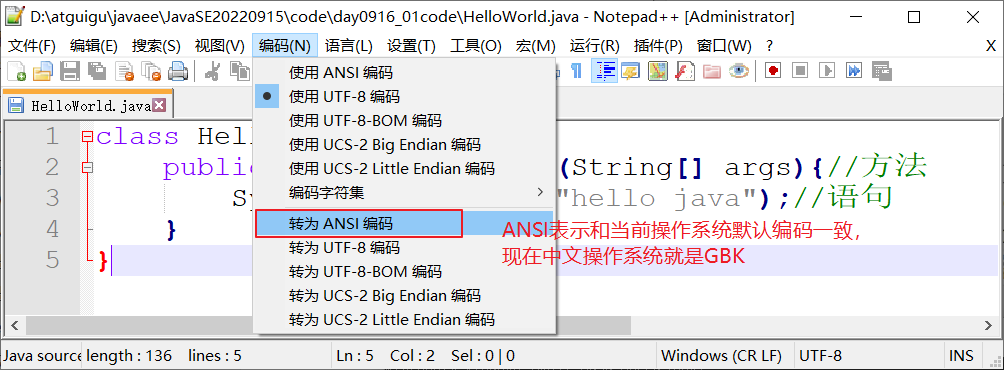 D:\atguigu\javaee\JavaSE20220915\code\day0916_01code\HelloWorld.java - Notepad++ [Administrator]
文件(F) 编辑(E) 搜索(S) 视图(V) 编码(N) 语言(L) 设置(T) 工具(O) 宏(M) 运行(R) 插件(P) 窗口(W) ? X
HelloWorld.java
使用 ANSI 编码
使用 UTF-8 编码
使用 UTF-8-BOM 编码
使用 UCS-2 Big Endian 编码
使用 UCS-2 Little Endian 编码
编码字符集
转为 ANSI 编码
转为 UTF-8 编码
转为 UTF-8-BOM 编码
转为 UCS-2 Big Endian 编码
转为 UCS-2 Little Endian 编码
1 class Hel
2 public (String[] args){//方法
3 Sy "hello java");//语句
4 }
5 }
ANSI表示和当前操作系统默认编码一致，
现在中文操作系统就是GBK
Java source length : 136 lines : 5 Ln : 5 Col : 2 Sel : 0 | 0 Windows (CR LF) UTF-8 INS